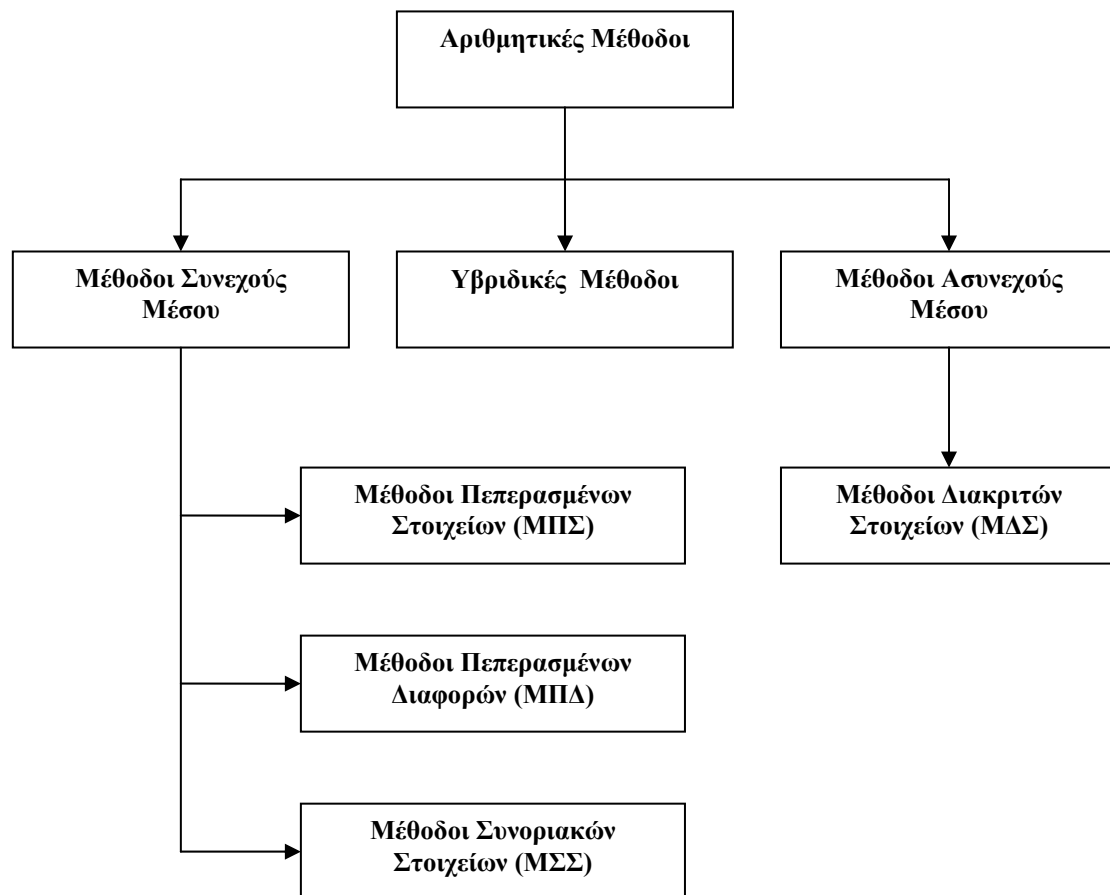 Αριθμητικές Μέθοδοι
Μέθοδοι Συνεχούς
Μέσου
Υβριδικές Μέθοδοι
Μέθοδοι Ασυνεχούς
Μέσου
Μέθοδοι Πεπερασμένων
Στοιχείων (ΜΠΣ)
Μέθοδοι Διακριτών
Στοιχείων (ΜΔΣ)
Μέθοδοι Πεπερασμένων
Διαφορών (ΜΠΔ)
Μέθοδοι Συνοριακών
Στοιχείων (ΜΣΣ)